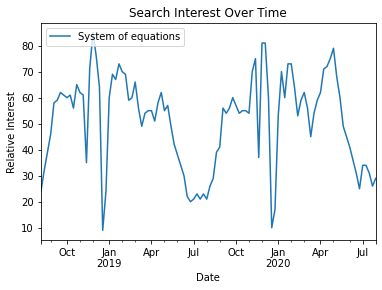 Search Interest Over Time
System of equations
Relative Interest
80
70
60
50
40
30
20
10
Oct Jan Apr Jul Oct Jan Apr Jul
2019 2020
Date